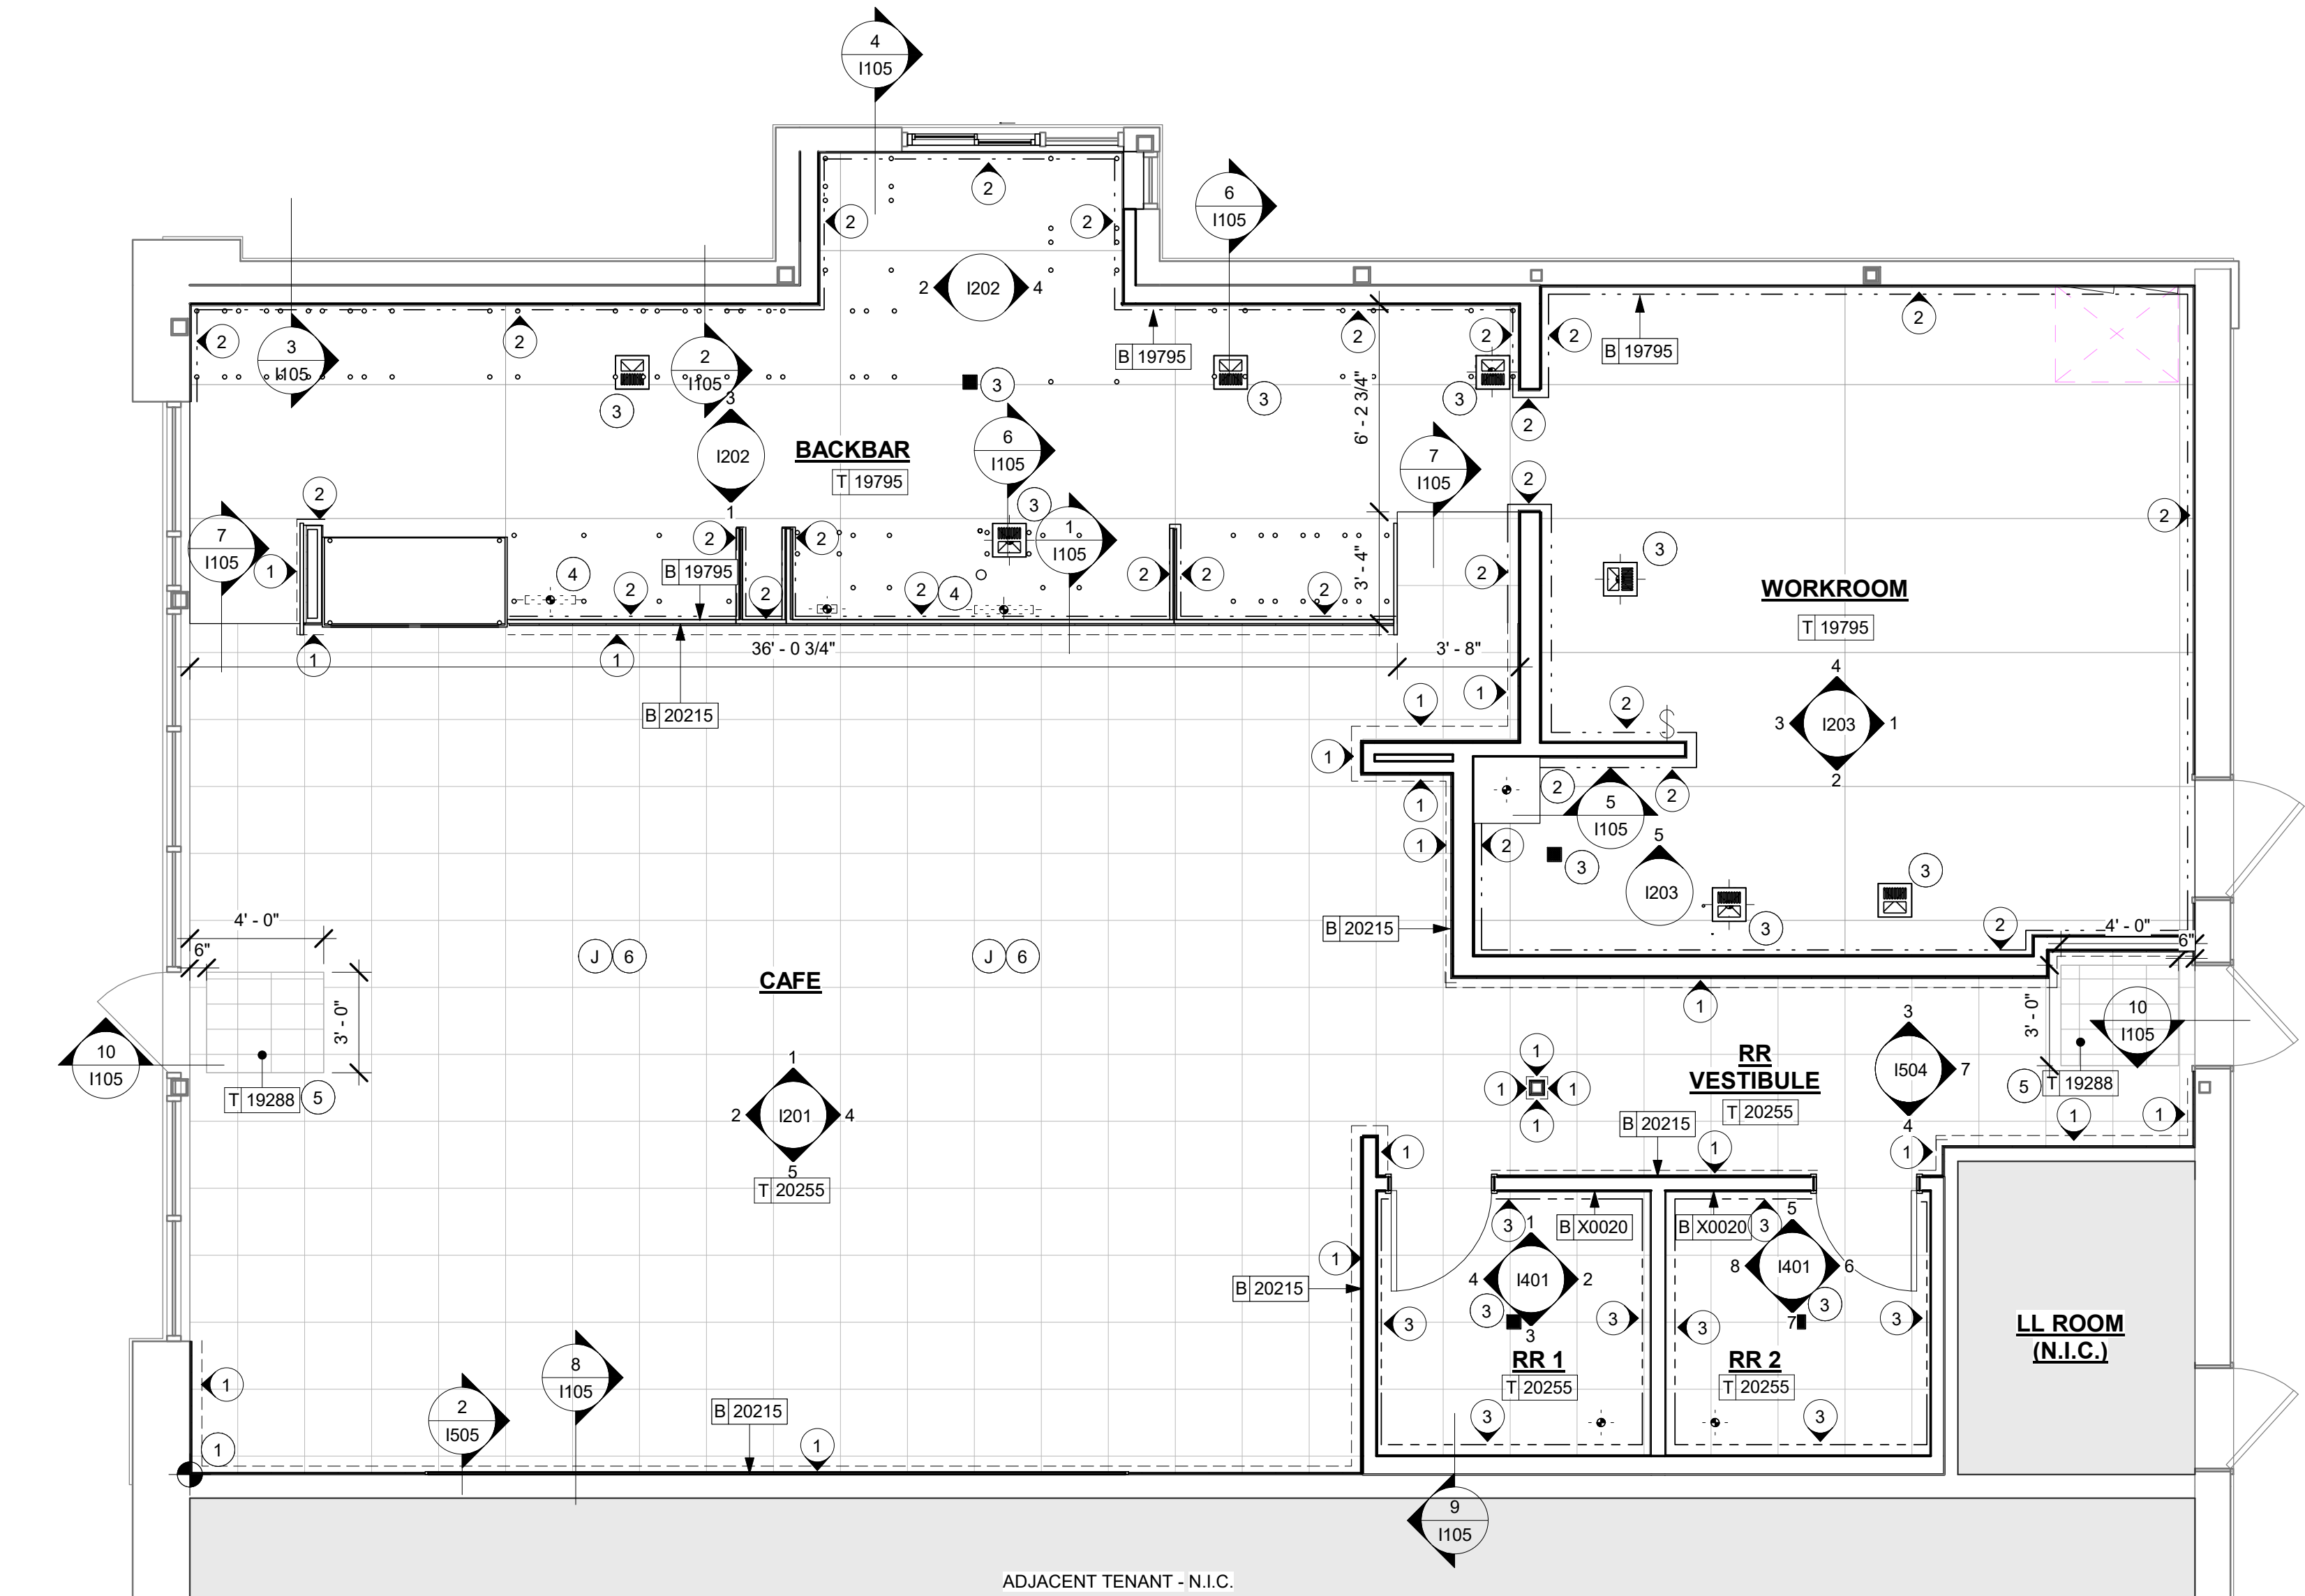 4
I105
6
I105
2
2
2
2
I202
4
2
2
3
I105
2
I105
3
2
2
2
2
2
B 19795
B 19795
3
3
3
3
6' - 2 3/4"
2
I202
1
BACKBAR
T 19795
6
I105
7
I105
3
1
I105
2
2
2
7
I105
1
2
2
2
2
2
3' - 4"
3
WORKROOM
T 19795
B 19795
4
2
2
2
4
2
1
1
36' - 0 3/4"
3' - 8"
B 20215
1
1
2
4
3
I203
1
2
1
1
2
2
5
I105
1
2
5
I203
3
3
3
2
B 20215
4' - 0"
6"
J 6
J 6
CAFE
4' - 0"
6"
3' - 0"
3' - 0"
10
I105
T 19288
5
10
I105
5
T 19288
1
1
1
1
1
1
RR
VESTIBULE
T 20255
3
I504
7
4
1
1
2
I201
4
5
T 20255
B 20215
1
1
1
3
B X0020
B X0020
3
1
4
I401
2
3
5
8
I401
6
7
1
B 20215
3
3
3
3
3
3
RR 1
T 20255
RR 2
T 20255
LL ROOM
(N.I.C.)
8
I105
2
I505
1
1
B 20215
1
3
3
9
I105
ADJACENT TENANT - N.I.C.